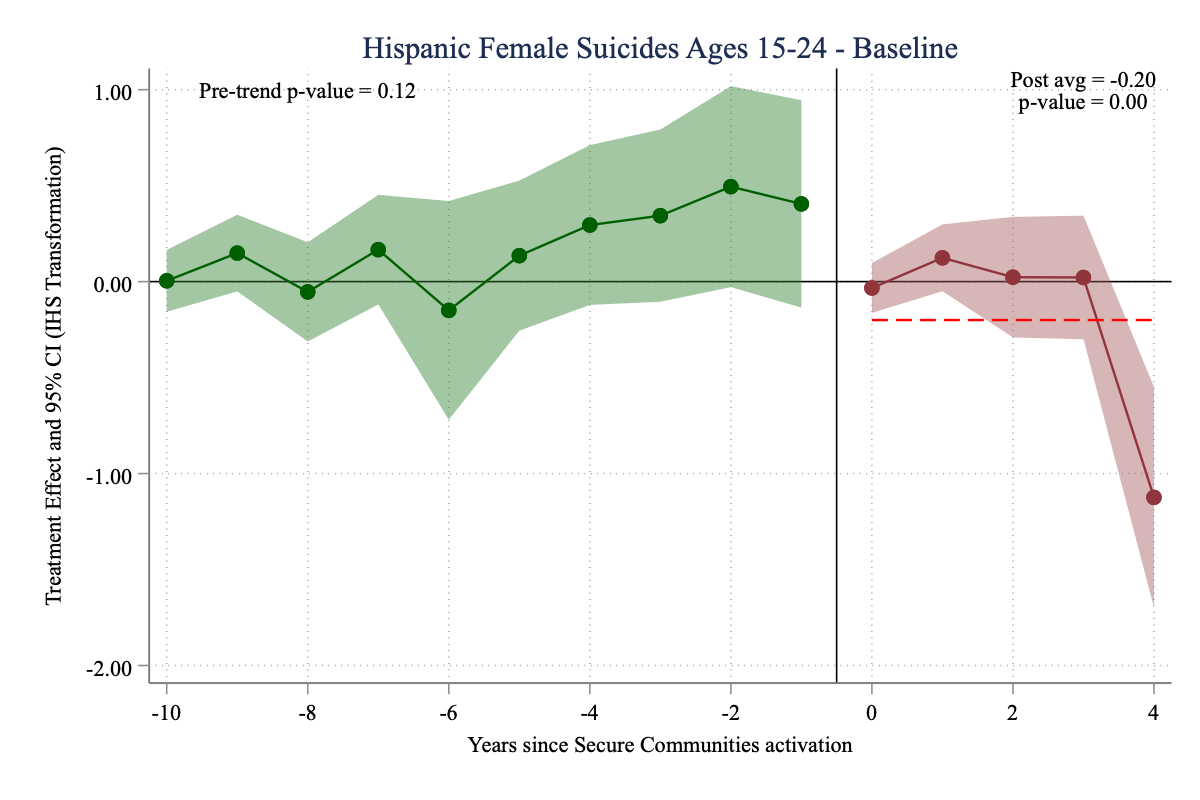 Hispanic Female Suicides Ages 15-24 - Baseline
Pre-trend p-value = 0.12
Post avg = -0.20
p-value = 0.00
Treatment Effect and 95% CI (IHS Transformation)
1.00
0.00
-1.00
-2.00
-10 -8 -6 -4 -2 0 2 4
Years since Secure Communities activation